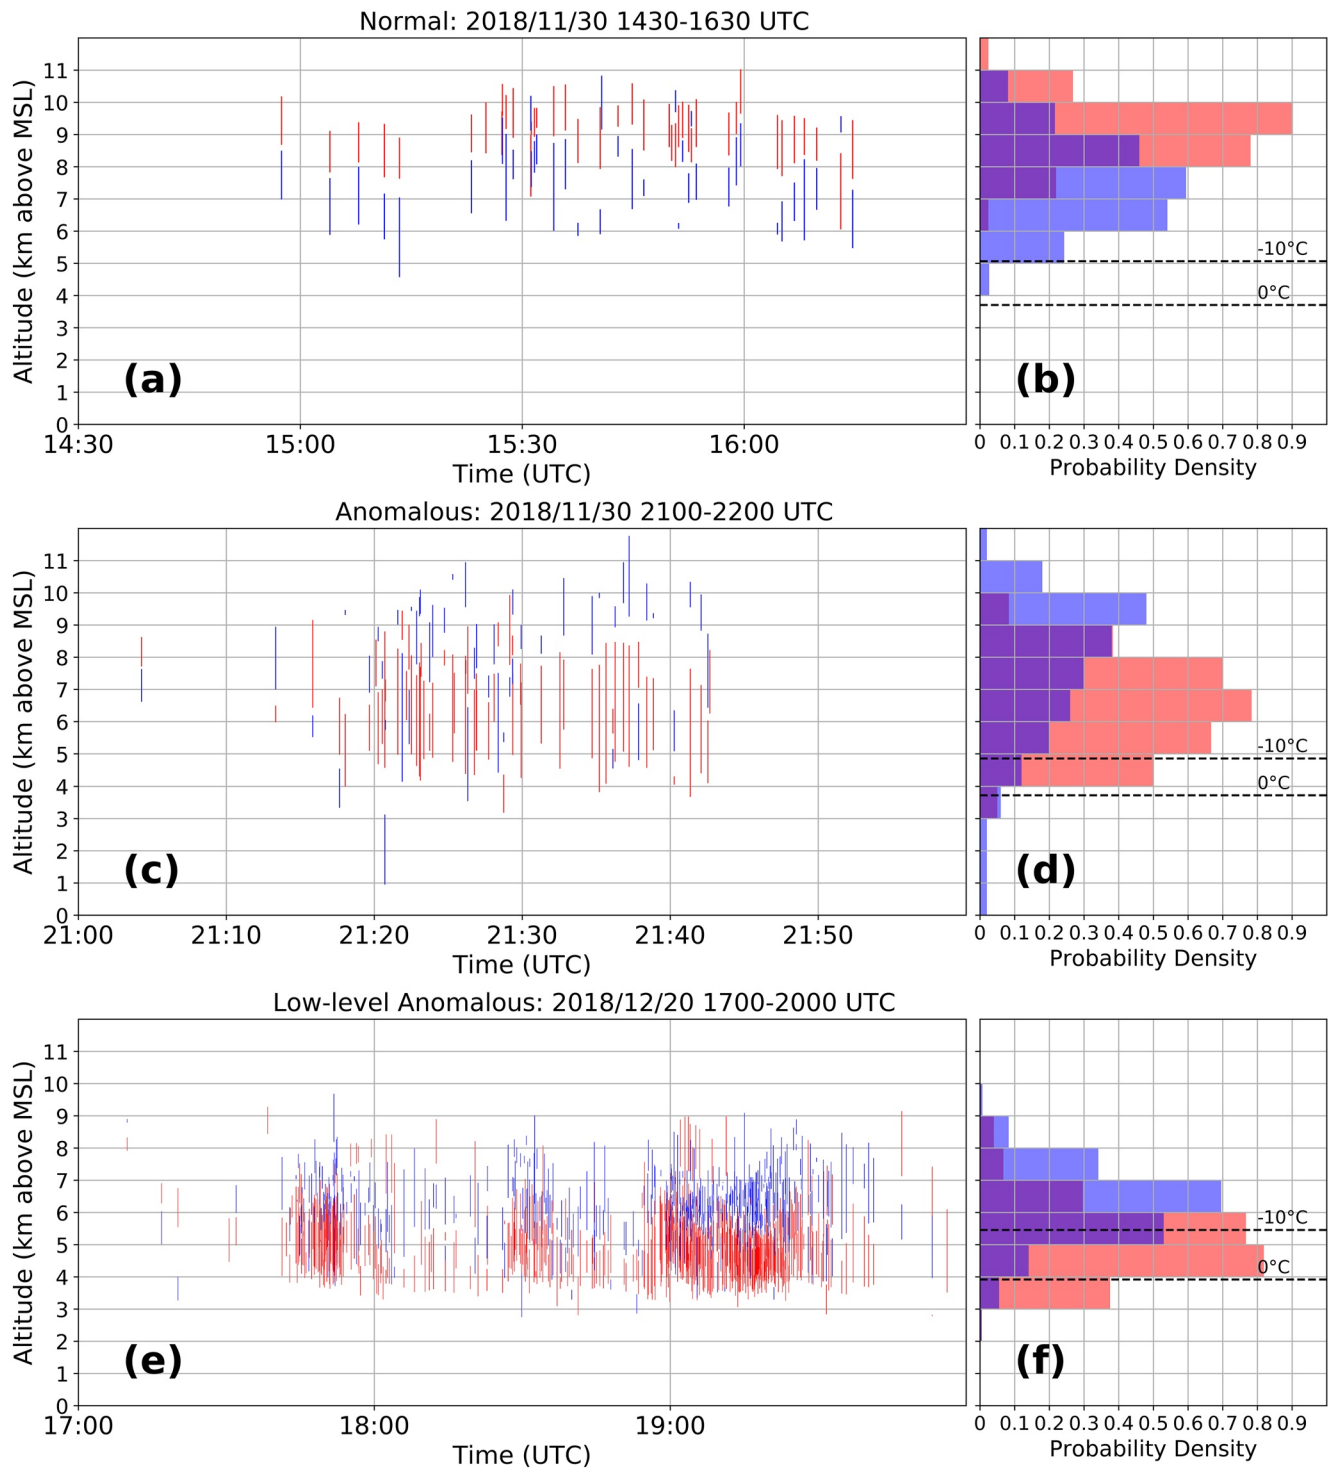 Normal: 2018/11/30 1430-1630 UTC
Altitude (km above MSL)
11
10
9
8
7
6
5
4
3
2
1
0
(a)
14:30 15:00 15:30 16:00
Time (UTC)
-10°C
0°C
(b)
0 0.1 0.2 0.3 0.4 0.5 0.6 0.7 0.8 0.9
Probability Density
Anomalous: 2018/11/30 2100-2200 UTC
Altitude (km above MSL)
11
10
9
8
7
6
5
4
3
2
1
0
(c)
21:00 21:10 21:20 21:30 21:40 21:50
Time (UTC)
-10°C
0°C
(d)
0 0.1 0.2 0.3 0.4 0.5 0.6 0.7 0.8 0.9
Probability Density
Low-level Anomalous: 2018/12/20 1700-2000 UTC
Altitude (km above MSL)
11
10
9
8
7
6
5
4
3
2
1
0
(e)
17:00 18:00 19:00
Time (UTC)
-10°C
0°C
(f)
0 0.1 0.2 0.3 0.4 0.5 0.6 0.7 0.8 0.9
Probability Density